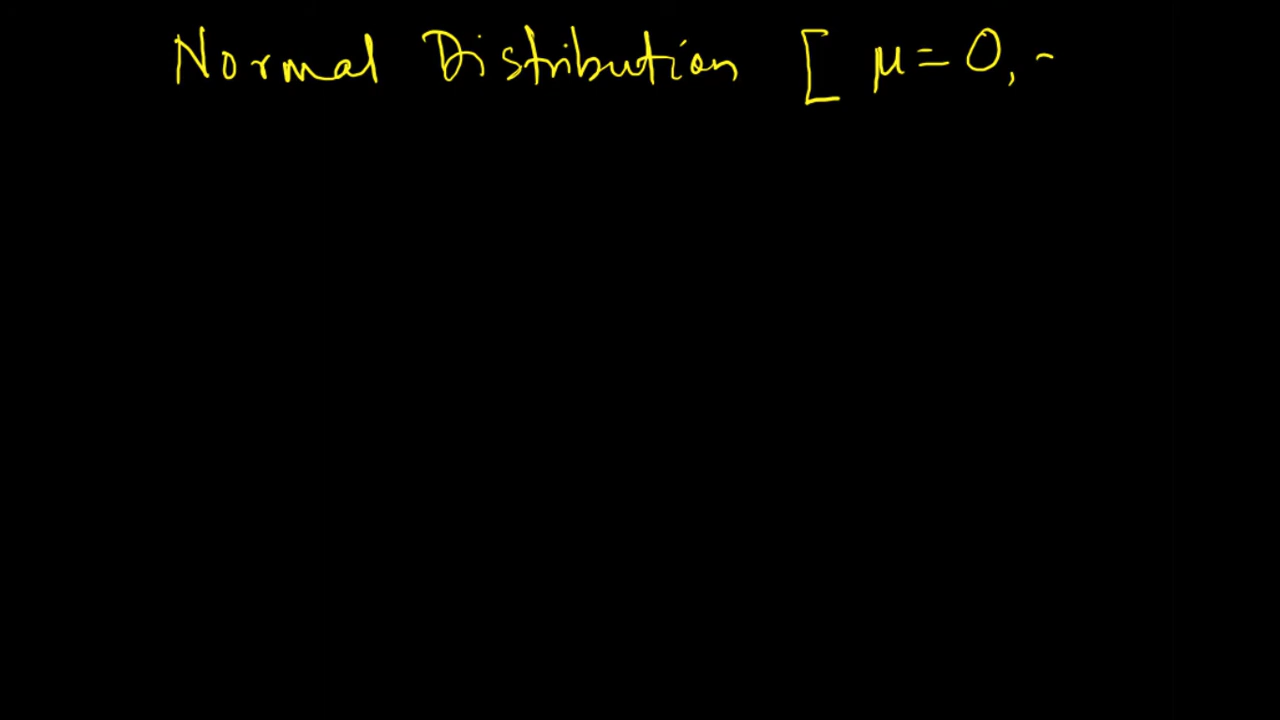 Normal Distribution [ μ = 0,